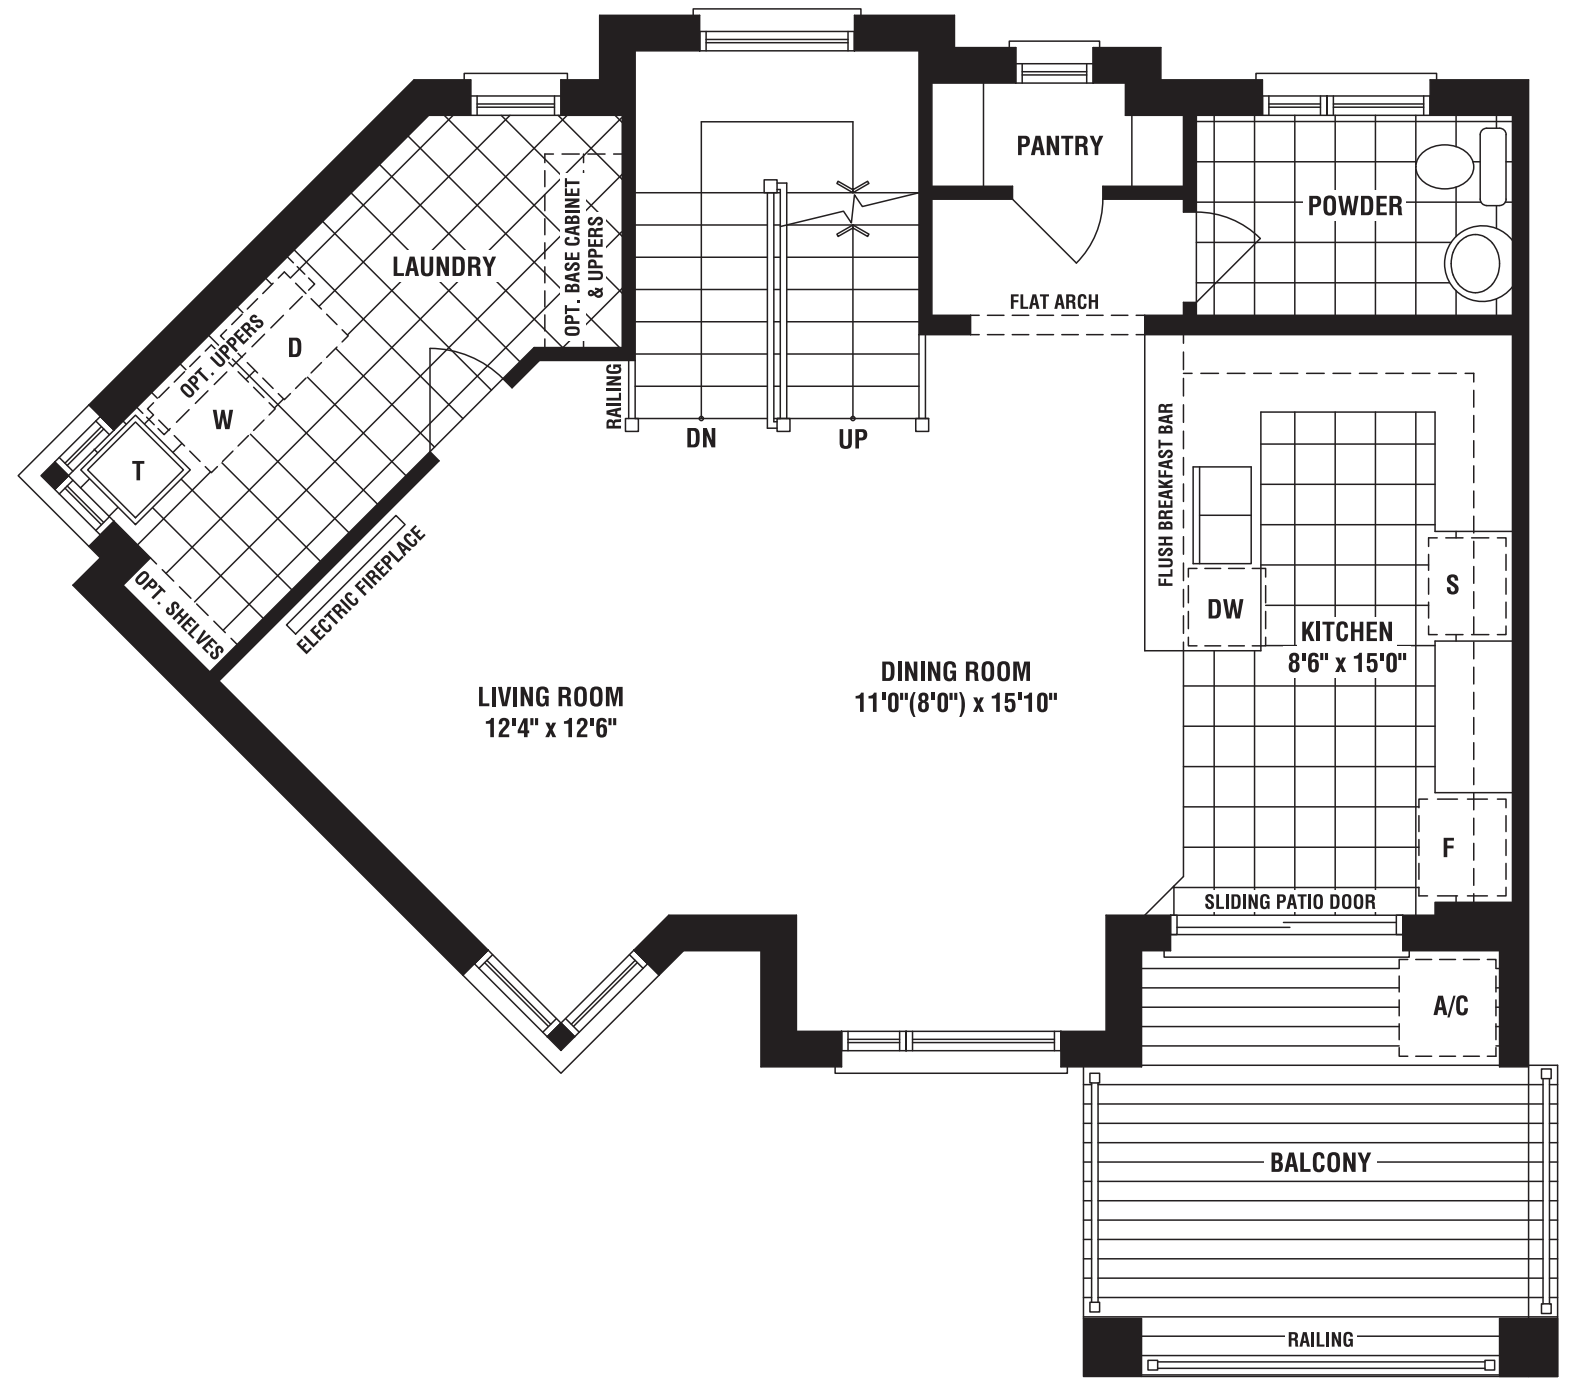 PANTRY
POWDER
LAUNDRY
OPT. BASE CABINET
& UPPERS
FLAT ARCH
OPT. UPPERS
D
W
T
RAILING
DN
UP
FLUSH BREAKFAST BAR
ELECTRIC FIREPLACE
OPT. SHELVES
DW
S
KITCHEN
8'6" x 15'0"
DINING ROOM
11'0"(8'0") x 15'10"
LIVING ROOM
12'4" x 12'6"
F
SLIDING PATIO DOOR
A/C
BALCONY
RAILING